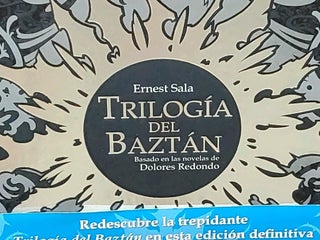 Ernest Sala
TRILOGÍA
DEL
BAZTÁN
Basado en las novelas de
Dolores Redondo
Redescubre la trepidante
Trilogía del Baztán en esta edición definitiva